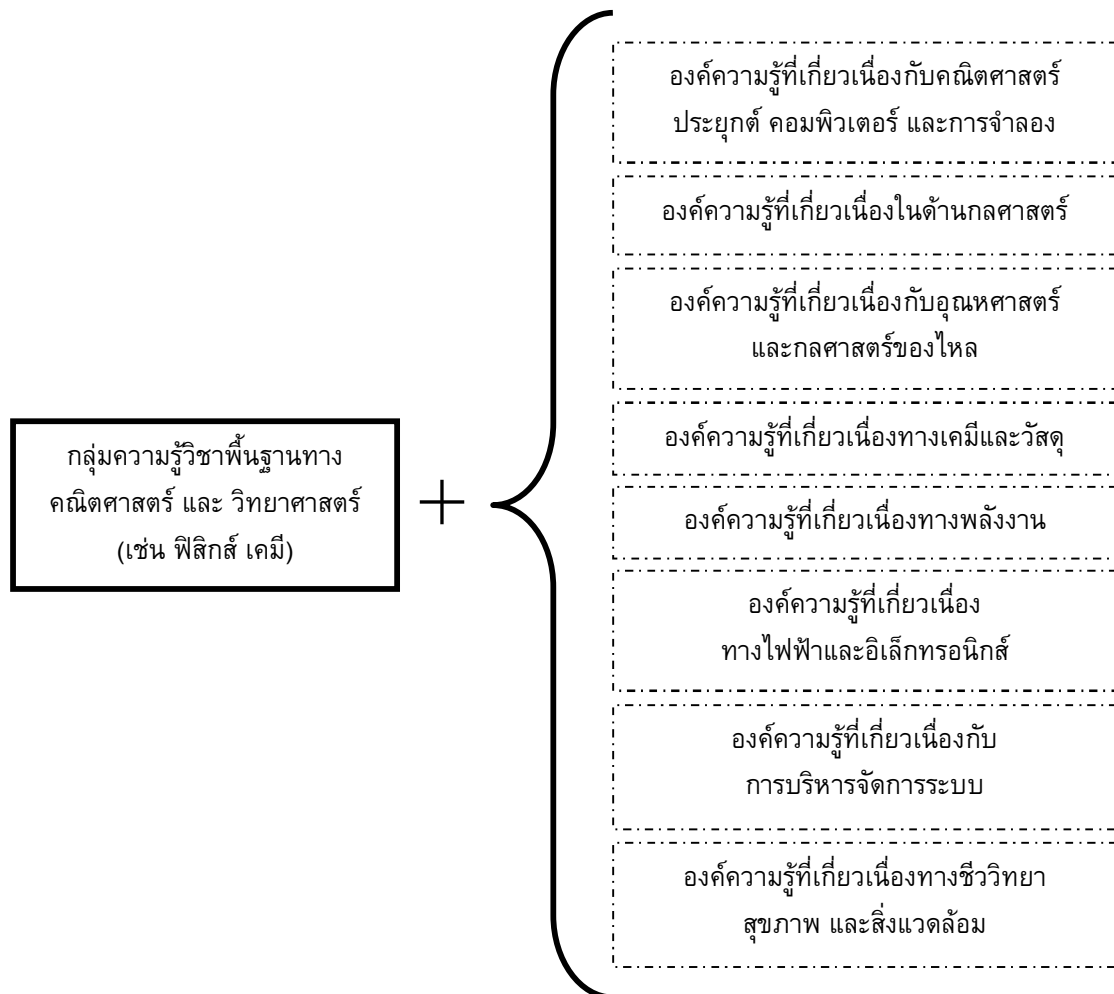 กลุ่มความรู้วิชาพื้นฐานทาง
คณิตศาสตร์ และ วิทยาศาสตร์
(เช่น ฟิสิกส์ เคมี)
+
องค์ความรู้ที่เกี่ยวเนื่องกับคณิตศาสตร์
ประยุกต์ คอมพิวเตอร์ และการจำลอง
องค์ความรู้ที่เกี่ยวเนื่องในด้านกลศาสตร์
องค์ความรู้ที่เกี่ยวเนื่องกับอุณหศาสตร์
และกลศาสตร์ของไหล
องค์ความรู้ที่เกี่ยวเนื่องทางเคมีและวัสดุ
องค์ความรู้ที่เกี่ยวเนื่องทางพลังงาน
องค์ความรู้ที่เกี่ยวเนื่อง
ทางไฟฟ้าและอิเล็กทรอนิกส์
องค์ความรู้ที่เกี่ยวเนื่องกับ
การบริหารจัดการระบบ
องค์ความรู้ที่เกี่ยวเนื่องทางชีววิทยา
สุขภาพ และสิ่งแวดล้อม